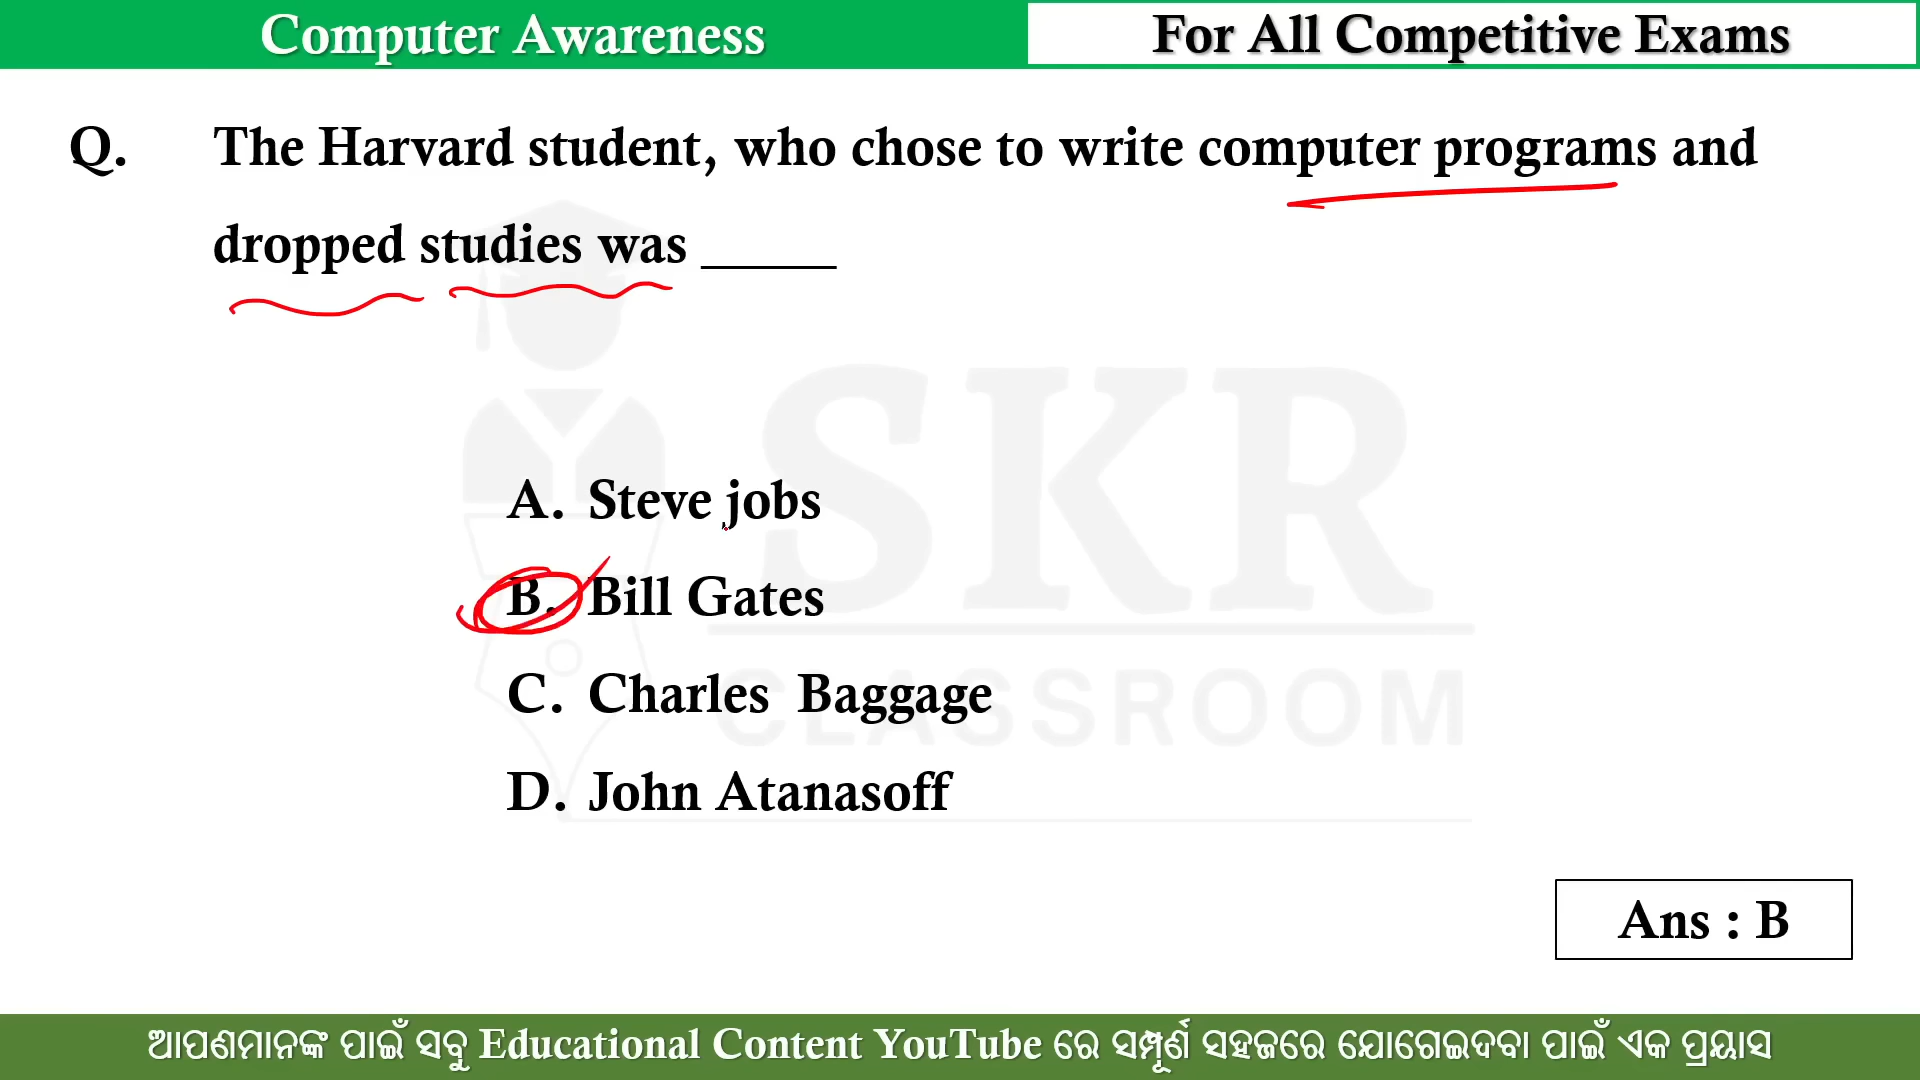 Computer Awareness
For All Competitive Exams
Q. The Harvard student, who chose to write computer programs and
dropped studies was _____
A. Steve jobs
B. Bill Gates
C. Charles Baggage
D. John Atanasoff
SKR
CLASSROOM
Ans : B
ଆପଣମାନଙ୍କ ପାଇଁ ସବୁ Educational Content YouTube ରେ ସମ୍ପୂର୍ଣ ସହଜରେ ଯୋଗେଇଦବା ପାଇଁ ଏକ ପ୍ରୟାସ